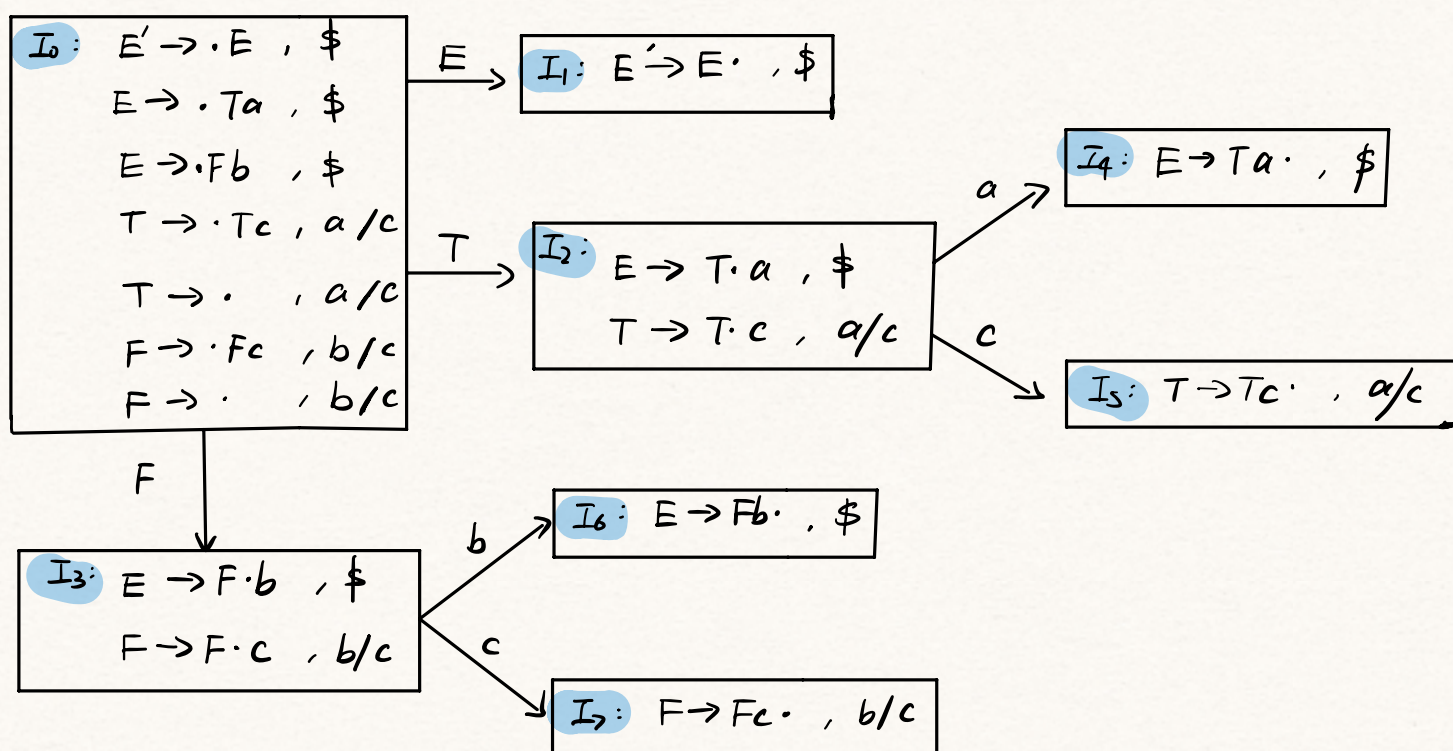 I₀: E' → ·E , $
E → ·Ta , $
E → ·Fb , $
T → ·Tc , a/c
T → · , a/c
F → ·Fc , b/c
F → · , b/c
E
I₁: E' → E· , $
T
I₂: E → T·a , $
T → T·c , a/c
a
I₄: E → Ta· , $
c
I₅: T → Tc· , a/c
F
I₃: E → F·b , $
F → F·c , b/c
b
I₆: E → Fb· , $
c
I₇: F → Fc· , b/c